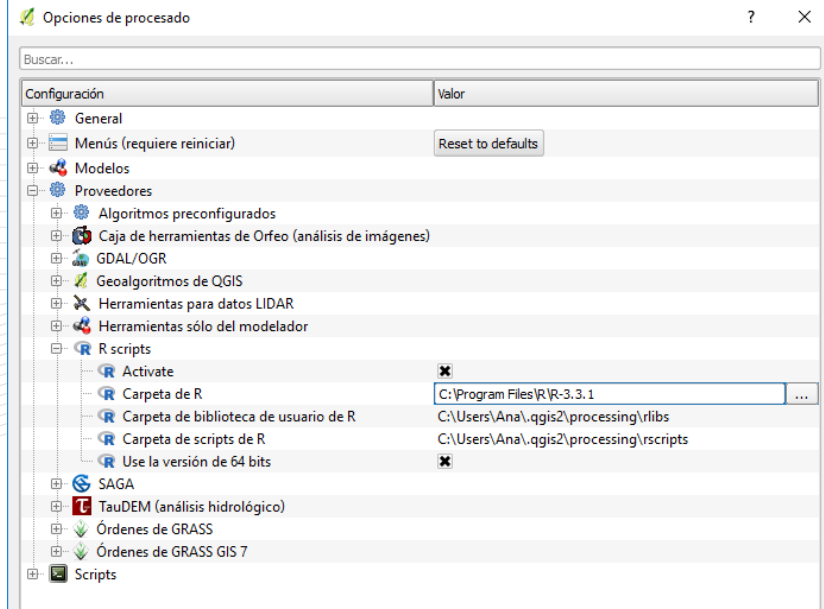 Opciones de procesado ? ×
Buscar...
Configuración Valor
General
Menús (requiere reiniciar) Reset to defaults
Modelos
Proveedores
Algoritmos preconfigurados
Caja de herramientas de Orfeo (análisis de imágenes)
GDAL/OGR
Geoalgoritmos de QGIS
Herramientas para datos LIDAR
Herramientas sólo del modelador
R scripts
Activate
Carpeta de R C:\Program Files\R\R-3.3.1 ...
Carpeta de biblioteca de usuario de R C:\Users\Ana\.qgis2\processing\rlibs
Carpeta de scripts de R C:\Users\Ana\.qgis2\processing\rscripts
Use la versión de 64 bits
SAGA
TauDEM (análisis hidrológico)
Órdenes de GRASS
Órdenes de GRASS GIS 7
Scripts